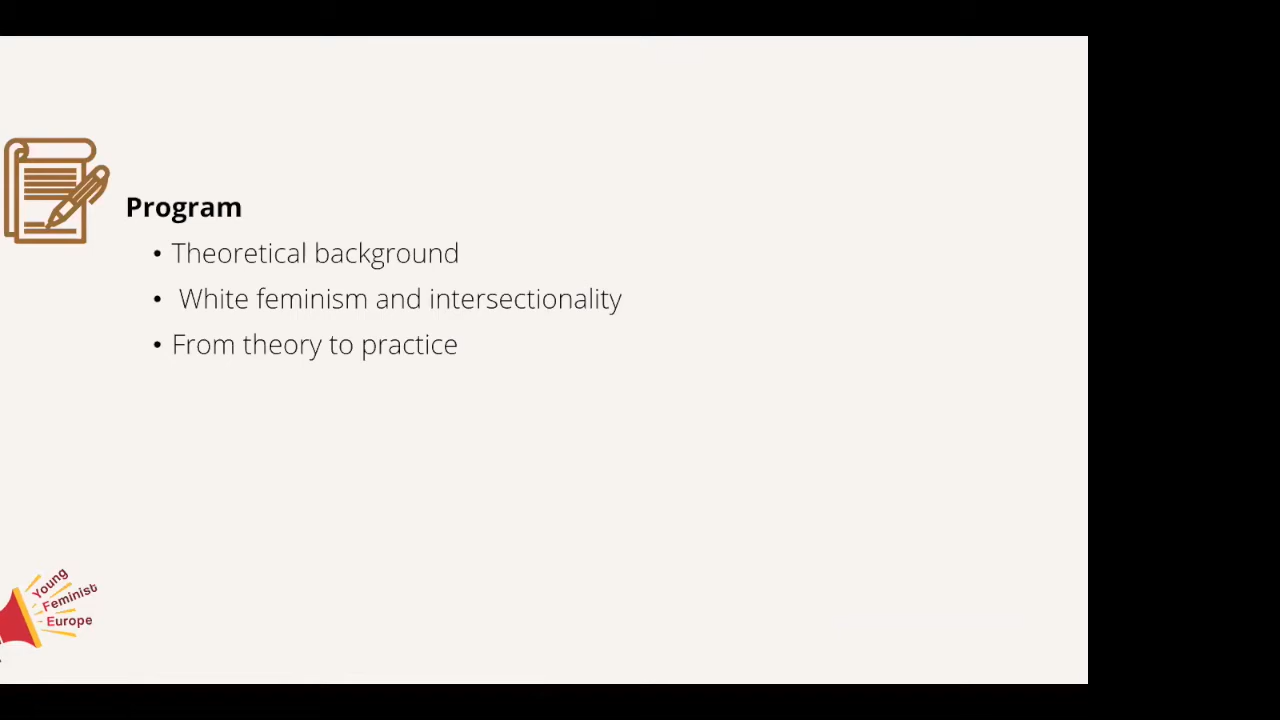 Program
• Theoretical background
• White feminism and intersectionality
• From theory to practice
Young
Feminist
Europe